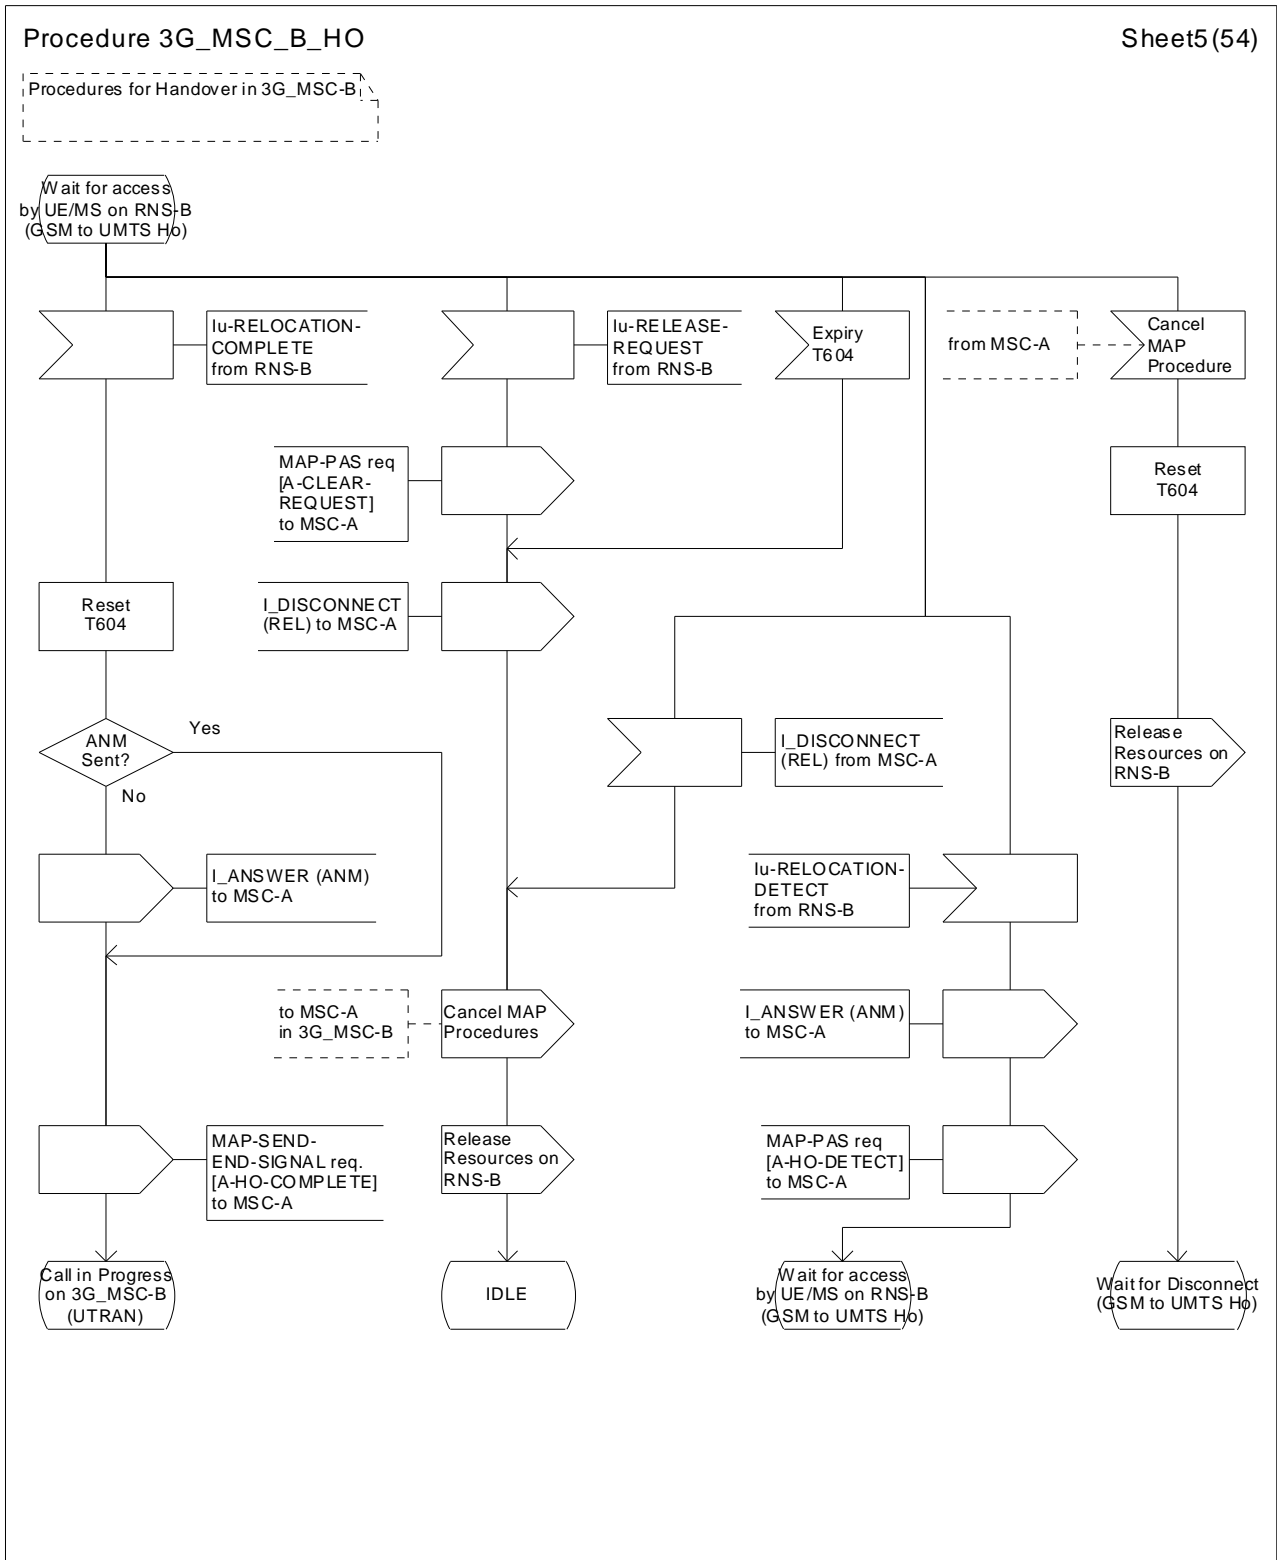 Procedure 3G_MSC_B_HO
Sheet5(54)
Procedures for Handover in 3G_MSC-B
Wait for access
by UE/MS on RNS-B
(GSM to UMTS Ho)
Iu-RELOCATION-
COMPLETE
from RNS-B
Iu-RELEASE-
REQUEST
from RNS-B
Expiry
T604
from MSC-A
Cancel
MAP
Procedure
MAP-PAS req
[A-CLEAR-
REQUEST]
to MSC-A
Reset
T604
Reset
T604
I_DISCONNECT
(REL) to MSC-A
ANM
Sent?
Yes
No
I_DISCONNECT
(REL) from MSC-A
Release
Resources on
RNS-B
I_ANSWER (ANM)
to MSC-A
Iu-RELOCATION-
DETECT
from RNS-B
to MSC-A
in 3G_MSC-B
Cancel MAP
Procedures
I_ANSWER (ANM)
to MSC-A
MAP-SEND-
END-SIGNAL req.
[A-HO-COMPLETE]
to MSC-A
Release
Resources on
RNS-B
MAP-PAS req
[A-HO-DETECT]
to MSC-A
Call in Progress
on 3G_MSC-B
(UTRAN)
IDLE
Wait for access
by UE/MS on RNS-B
(GSM to UMTS Ho)
Wait for Disconnect
(GSM to UMTS Ho)